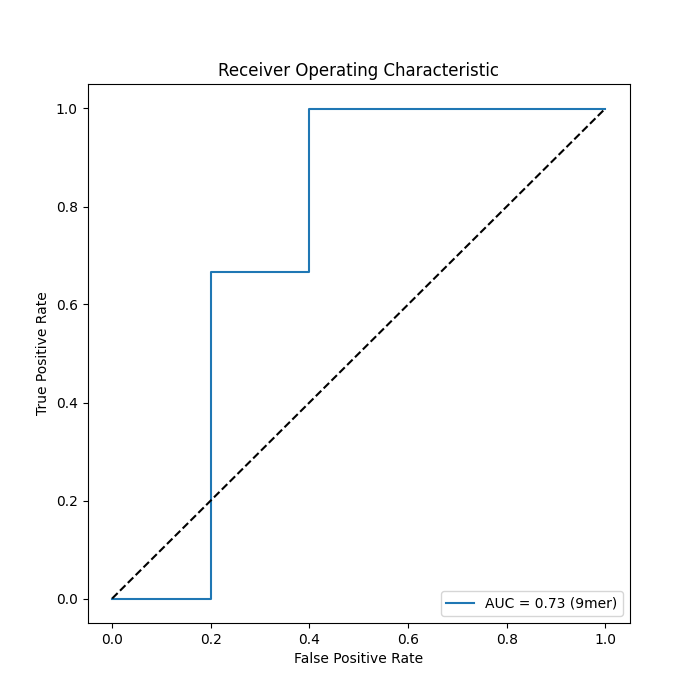 Receiver Operating Characteristic
1.0
0.8
0.6
0.4
0.2
0.0
True Positive Rate
AUC = 0.73 (9mer)
0.0 0.2 0.4 0.6 0.8 1.0
False Positive Rate